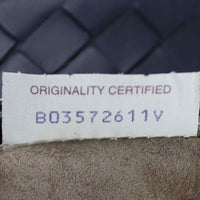 ORIGINALITY CERTIFIED
B03572611V